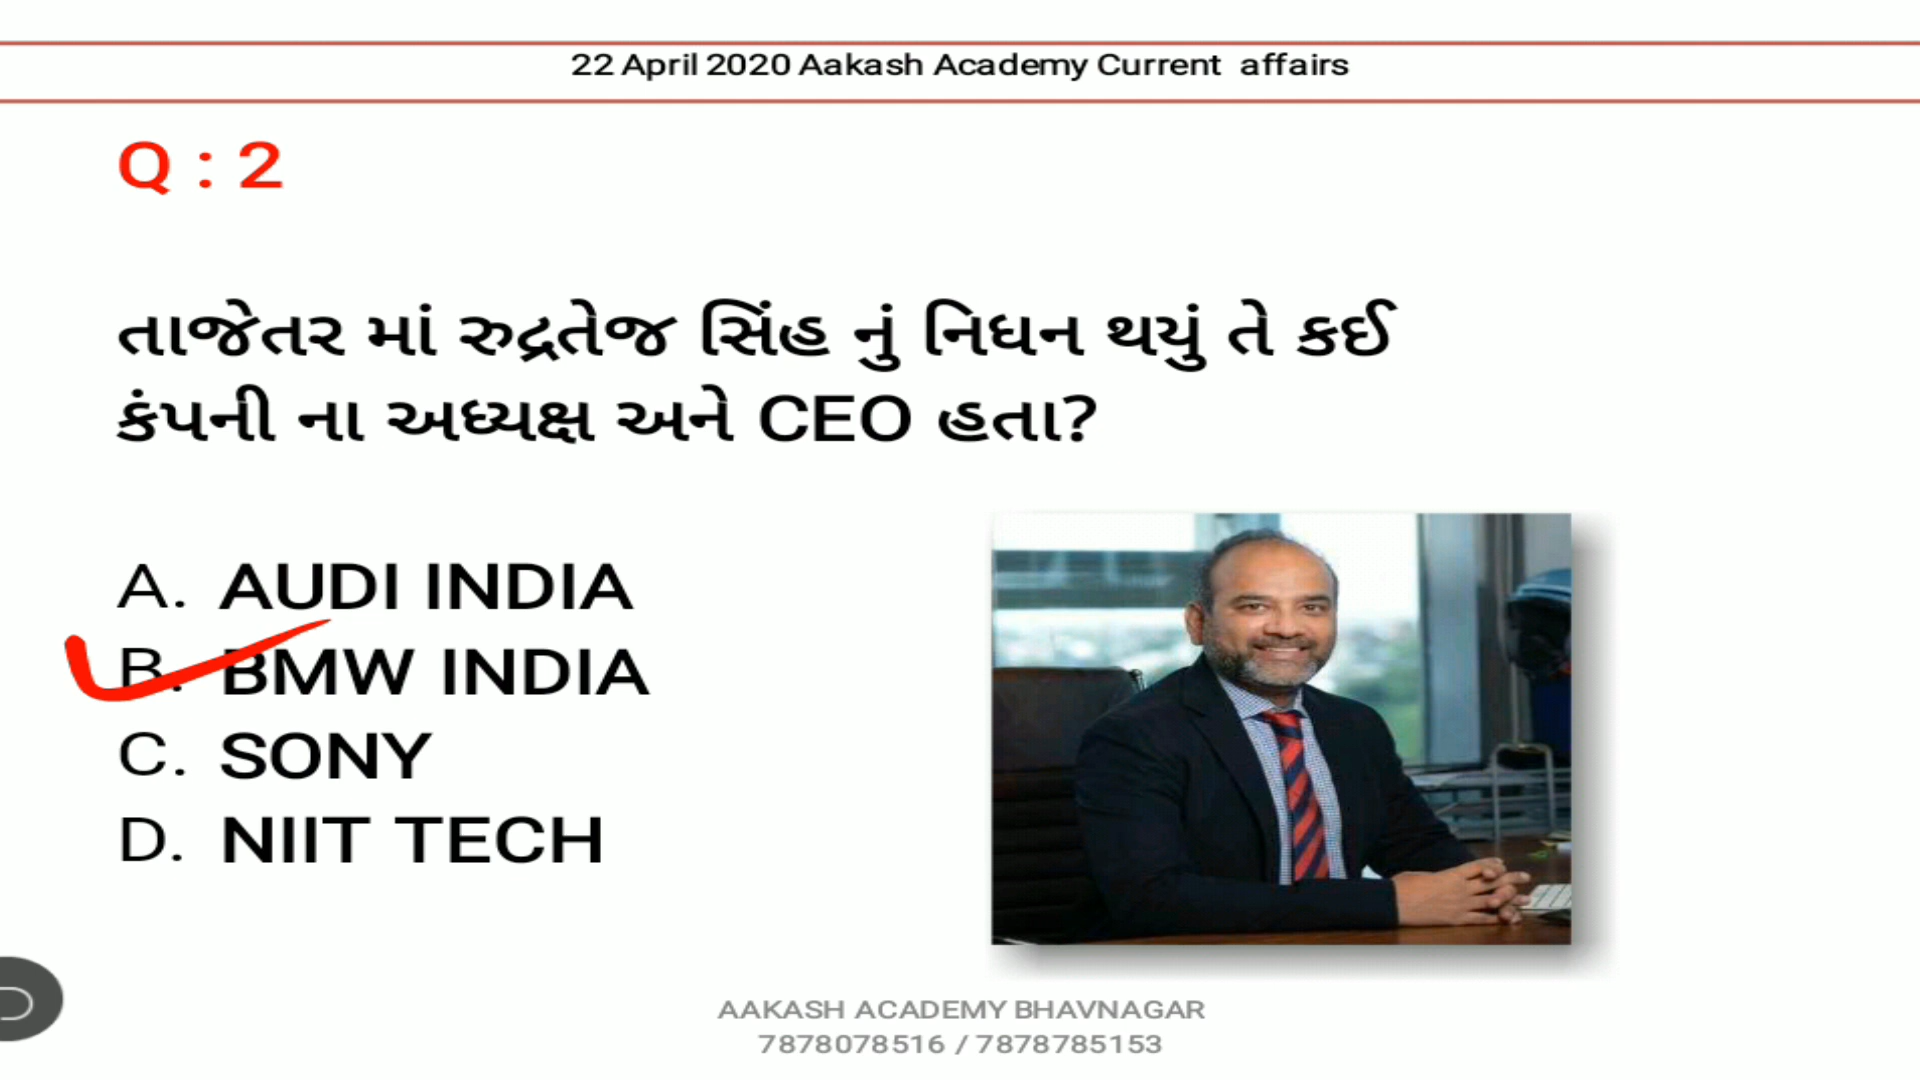 22 April 2020 Aakash Academy Current affairs
Q : 2
તાજેતર માં રુદ્રતેજ સિંહ નું નિધન થયું તે કઈ
કંપની ના અધ્યક્ષ અને CEO હતા?
A. AUDI INDIA
B. BMW INDIA
C. SONY
D. NIIT TECH
AAKASH ACADEMY BHAVNAGAR
7878078516 / 7878785153